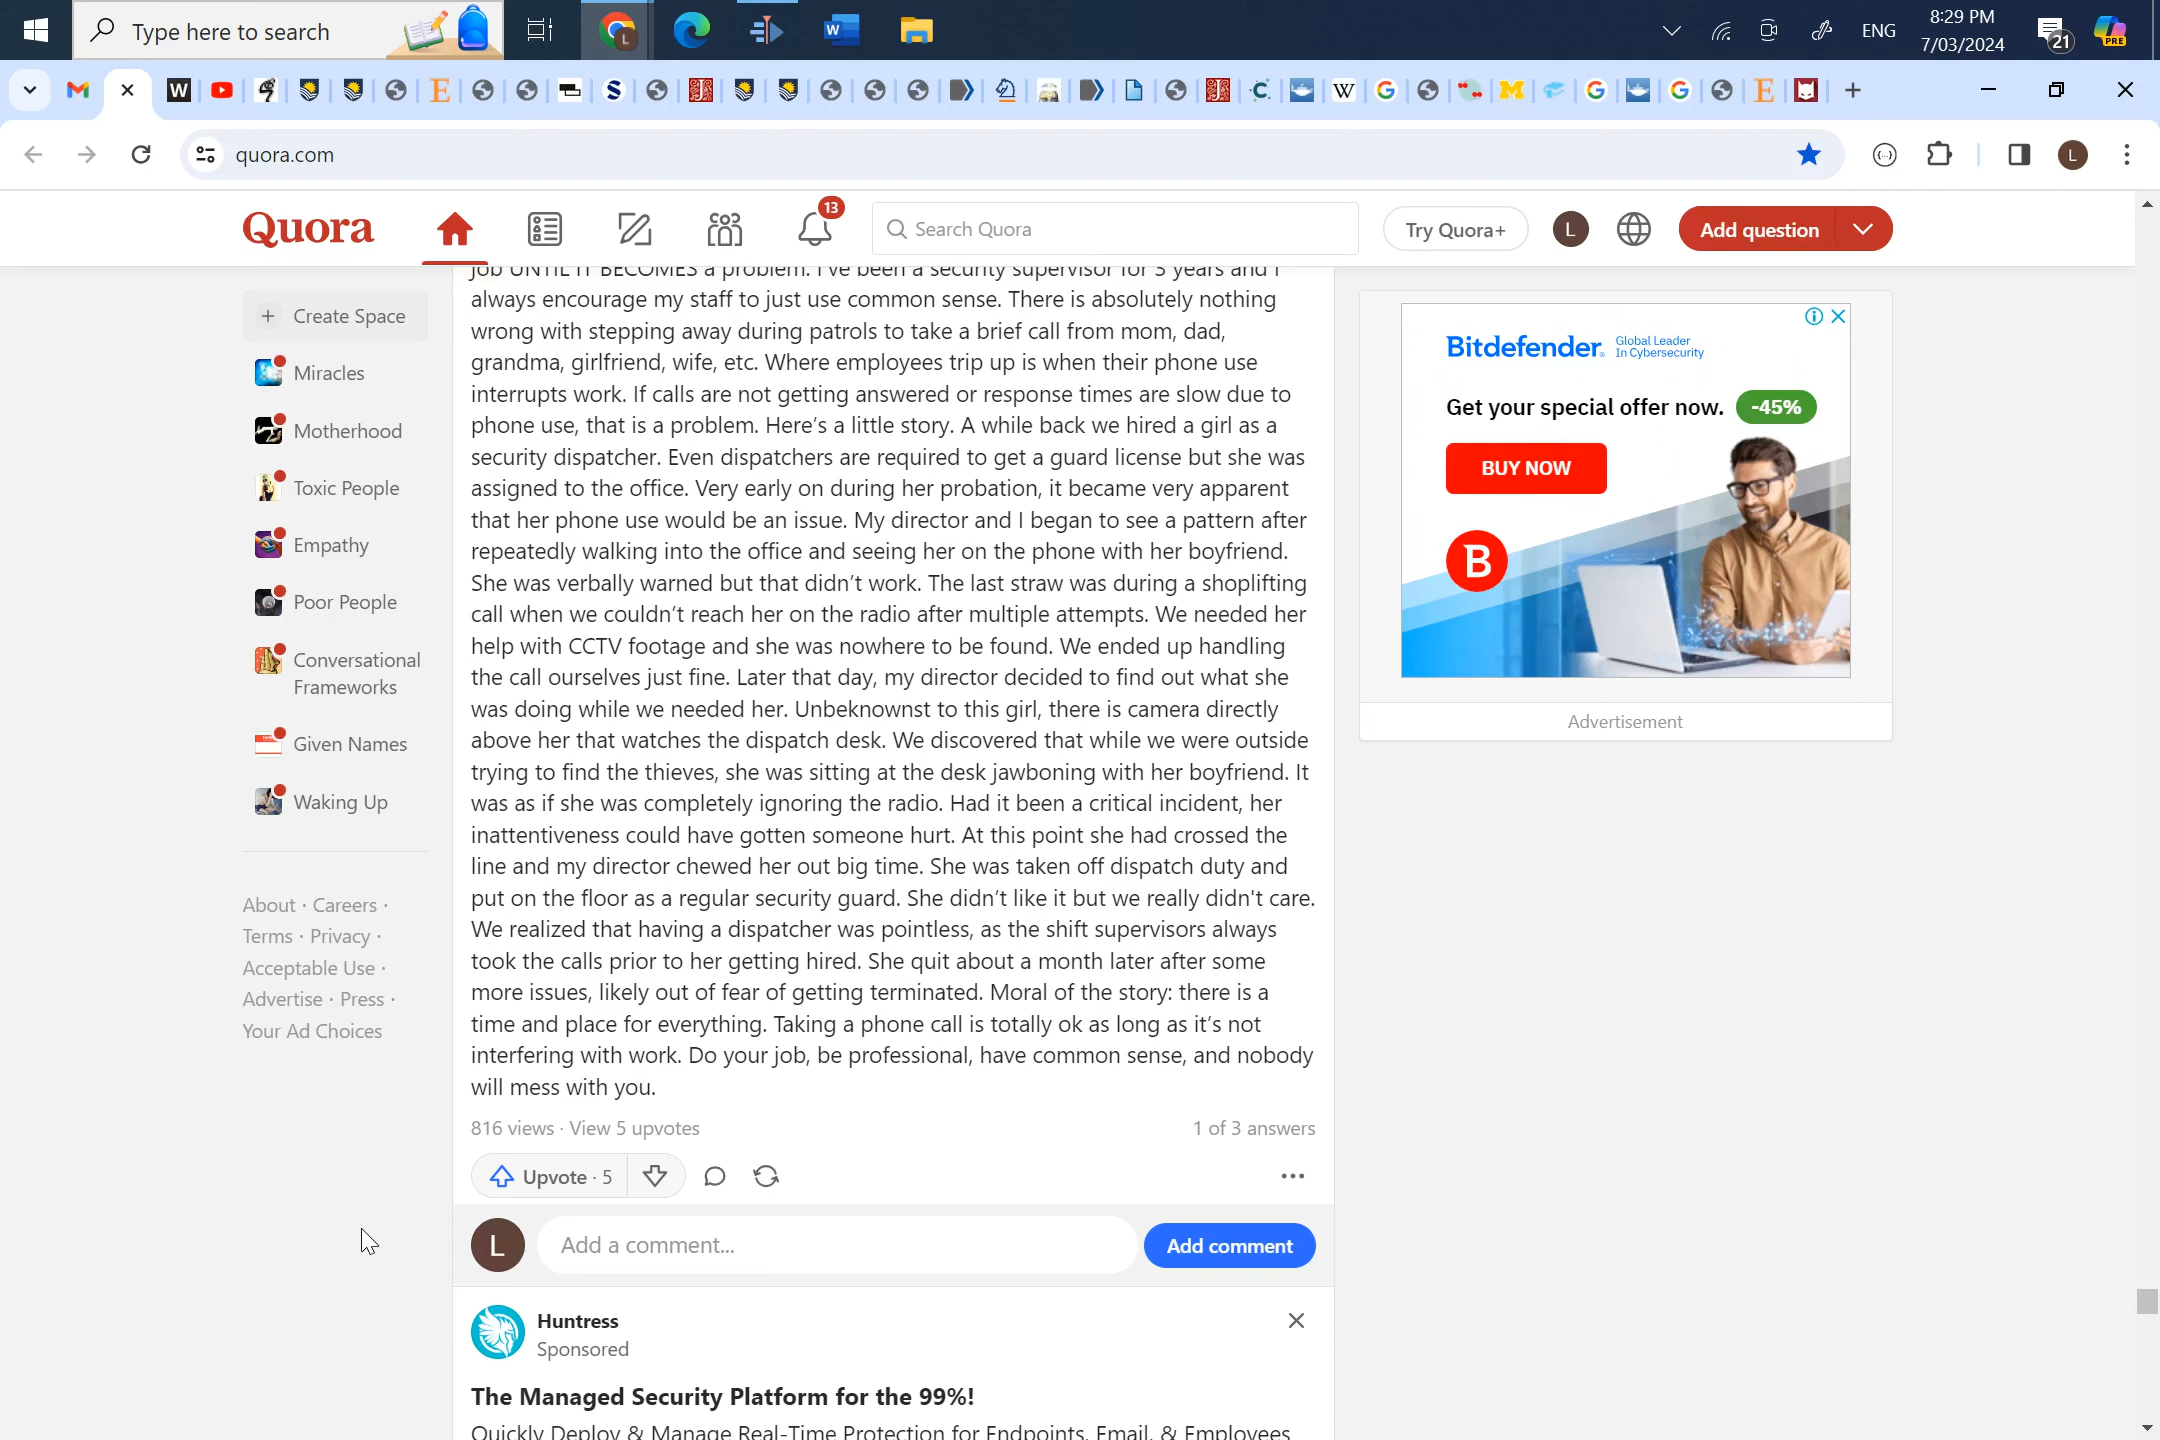 Type here to search
ENG
8:29 PM
7/03/2024
21
quora.com
L
Quora
13
Search Quora
Try Quora+
L
Add question
Create Space
Miracles
Motherhood
Toxic People
Empathy
Poor People
Conversational
Frameworks
Given Names
Waking Up
About · Careers ·
Terms · Privacy ·
Acceptable Use ·
Advertise · Press ·
Your Ad Choices
job UNTIL IT BECOMES a problem. I've been a security supervisor for 3 years and I
always encourage my staff to just use common sense. There is absolutely nothing
wrong with stepping away during patrols to take a brief call from mom, dad,
grandma, girlfriend, wife, etc. Where employees trip up is when their phone use
interrupts work. If calls are not getting answered or response times are slow due to
phone use, that is a problem. Here's a little story. A while back we hired a girl as a
security dispatcher. Even dispatchers are required to get a guard license but she was
assigned to the office. Very early on during her probation, it became very apparent
that her phone use would be an issue. My director and I began to see a pattern after
repeatedly walking into the office and seeing her on the phone with her boyfriend.
She was verbally warned but that didn't work. The last straw was during a shoplifting
call when we couldn't reach her on the radio after multiple attempts. We needed her
help with CCTV footage and she was nowhere to be found. We ended up handling
the call ourselves just fine. Later that day, my director decided to find out what she
was doing while we needed her. Unbeknownst to this girl, there is camera directly
above her that watches the dispatch desk. We discovered that while we were outside
trying to find the thieves, she was sitting at the desk jawboning with her boyfriend. It
was as if she was completely ignoring the radio. Had it been a critical incident, her
inattentiveness could have gotten someone hurt. At this point she had crossed the
line and my director chewed her out big time. She was taken off dispatch duty and
put on the floor as a regular security guard. She didn't like it but we really didn't care.
We realized that having a dispatcher was pointless, as the shift supervisors always
took the calls prior to her getting hired. She quit about a month later after some
more issues, likely out of fear of getting terminated. Moral of the story: there is a
time and place for everything. Taking a phone call is totally ok as long as it's not
interfering with work. Do your job, be professional, have common sense, and nobody
will mess with you.
816 views · View 5 upvotes
1 of 3 answers
Upvote · 5
L
Add a comment...
Add comment
Huntress
Sponsored
The Managed Security Platform for the 99%!
Quickly Deploy & Manage Real-Time Protection for Endpoints, Email, & Employees
Bitdefender
Global Leader
In Cybersecurity
Get your special offer now.
-45%
BUY NOW
B
Advertisement